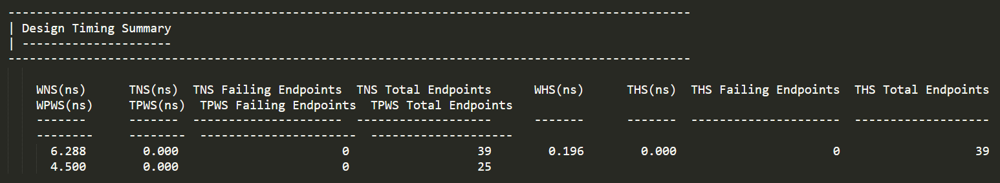 ------------------------------------------------------------------------------------------------
| Design Timing Summary
| ---------------------
------------------------------------------------------------------------------------------------
WNS(ns)      TNS(ns)  TNS Failing Endpoints  TNS Total Endpoints      WHS(ns)      THS(ns)  THS Failing Endpoints  THS Total Endpoints
WPWS(ns)     TPWS(ns)  TPWS Failing Endpoints  TPWS Total Endpoints
-------      -------  ---------------------  -------------------      -------      -------  ---------------------  -------------------
--------     --------  ----------------------  --------------------
  6.288        0.000                      0                   39        0.196        0.000                      0                   39
  4.500        0.000                      0                   25